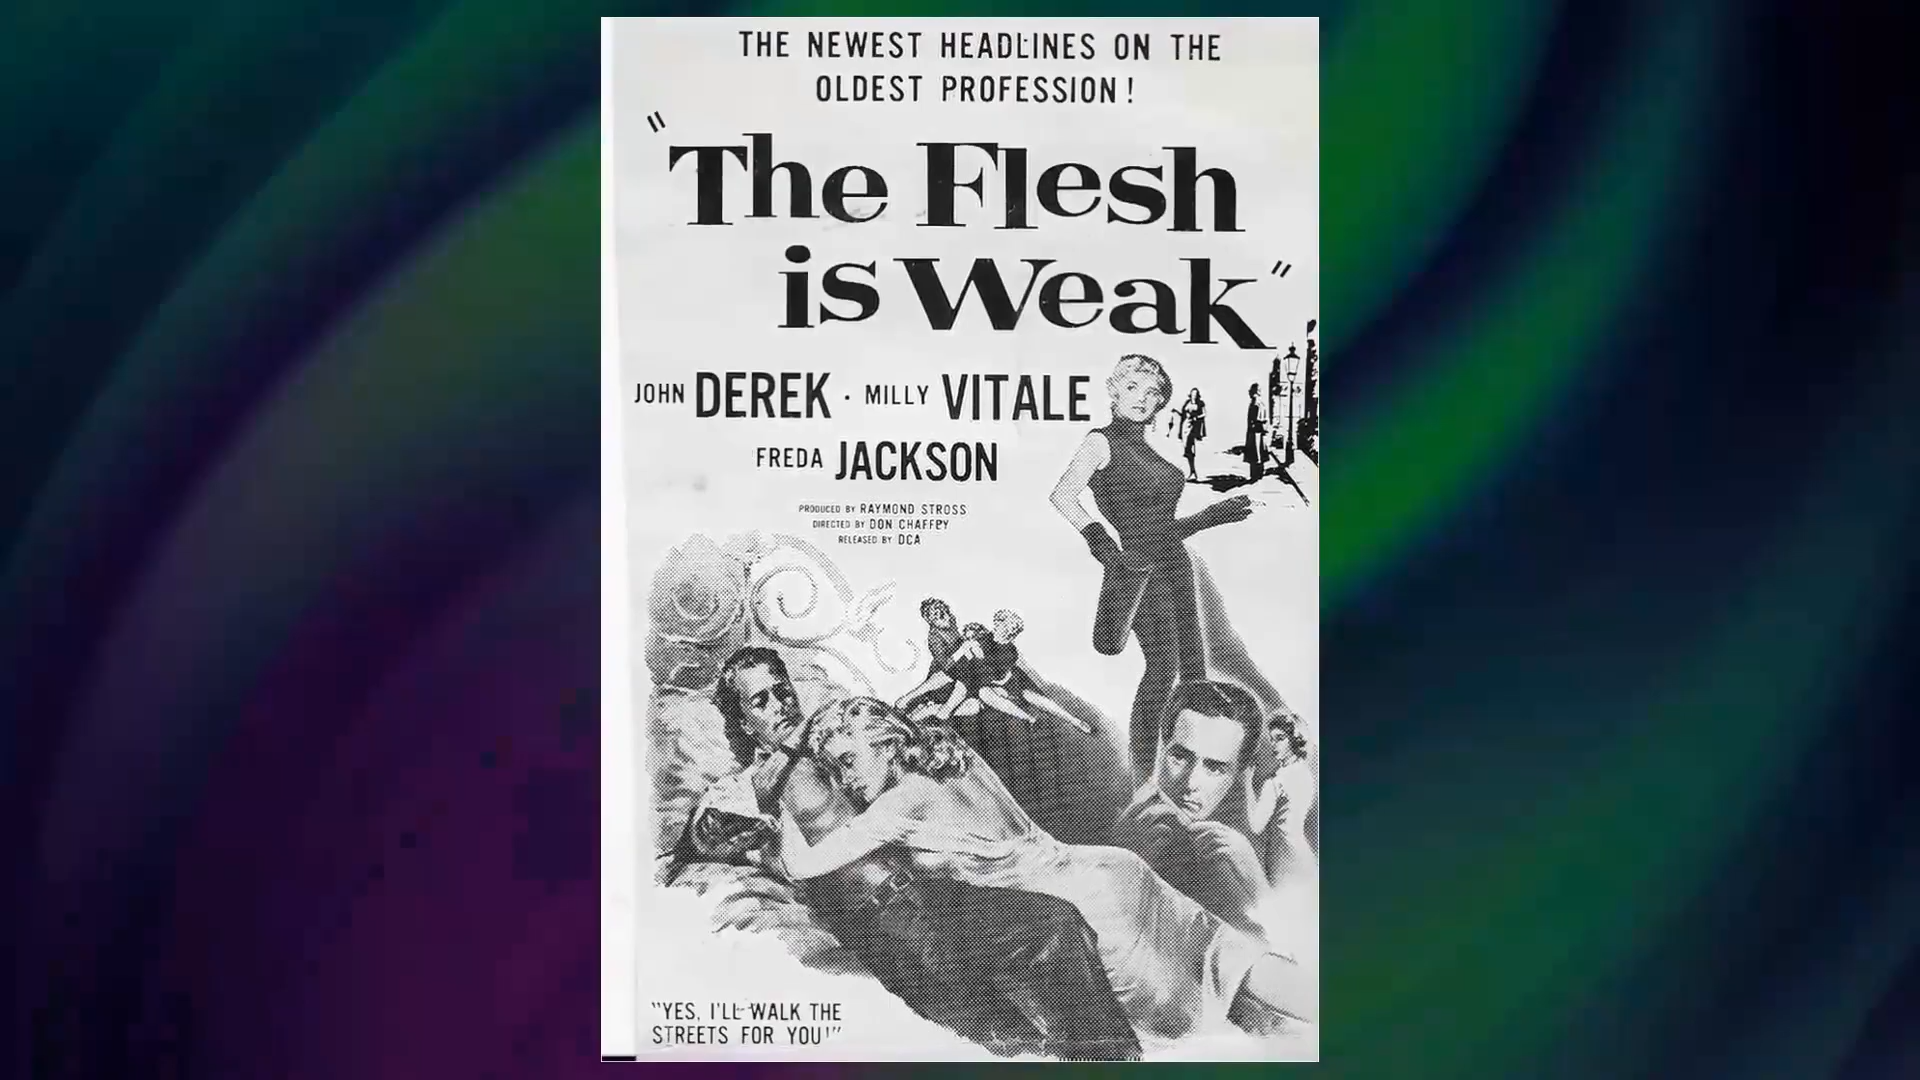 THE NEWEST HEADLINES ON THE
OLDEST PROFESSION!
"The Flesh
is Weak"
JOHN DEREK · MILLY VITALE
FREDA JACKSON
PRODUCED BY RAYMOND STROSS
DIRECTED BY DON CHAFFEY
RELEASED BY DCA
"YES, I'LL WALK THE
STREETS FOR YOU!"